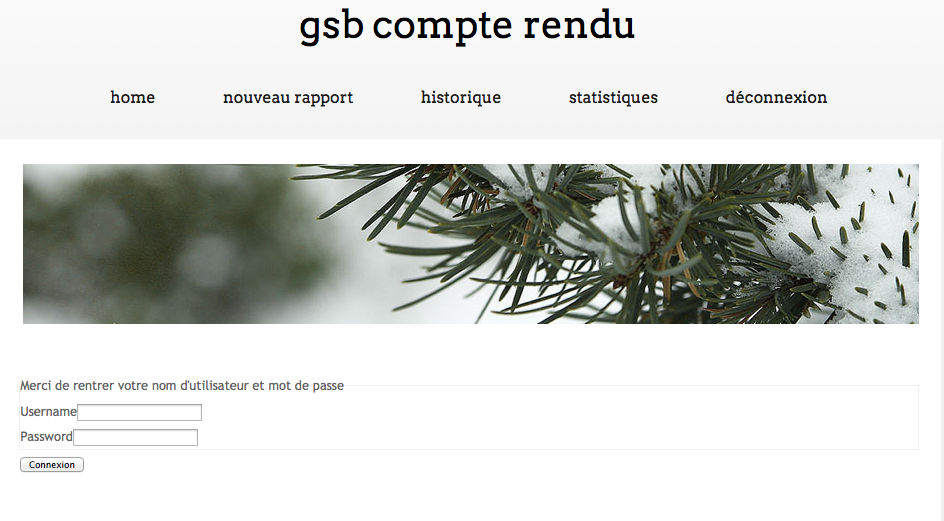 gsb compte rendu
home nouveau rapport historique statistiques déconnexion
Merci de rentrer votre nom d'utilisateur et mot de passe
Username
Password
Connexion